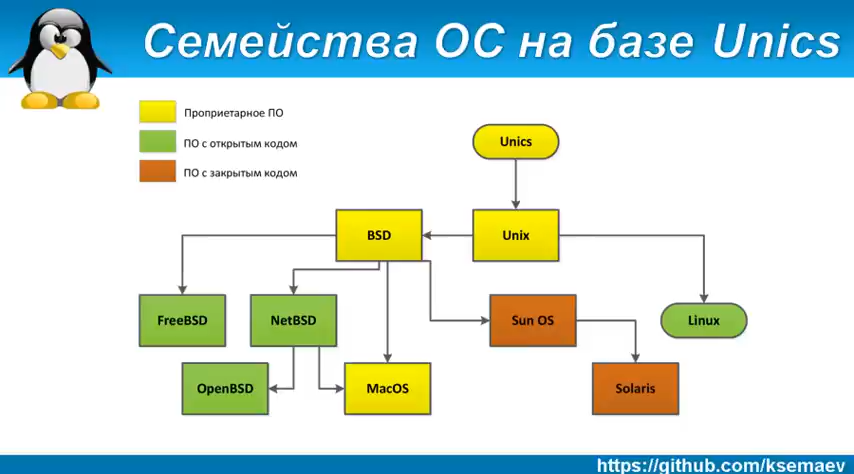 Семейства ОС на базе Unics
Проприетарное ПО
ПО с открытым кодом
ПО с закрытым кодом
Unics
BSD
Unix
FreeBSD
NetBSD
Sun OS
Linux
OpenBSD
MacOS
Solaris
https://github.com/ksemaev